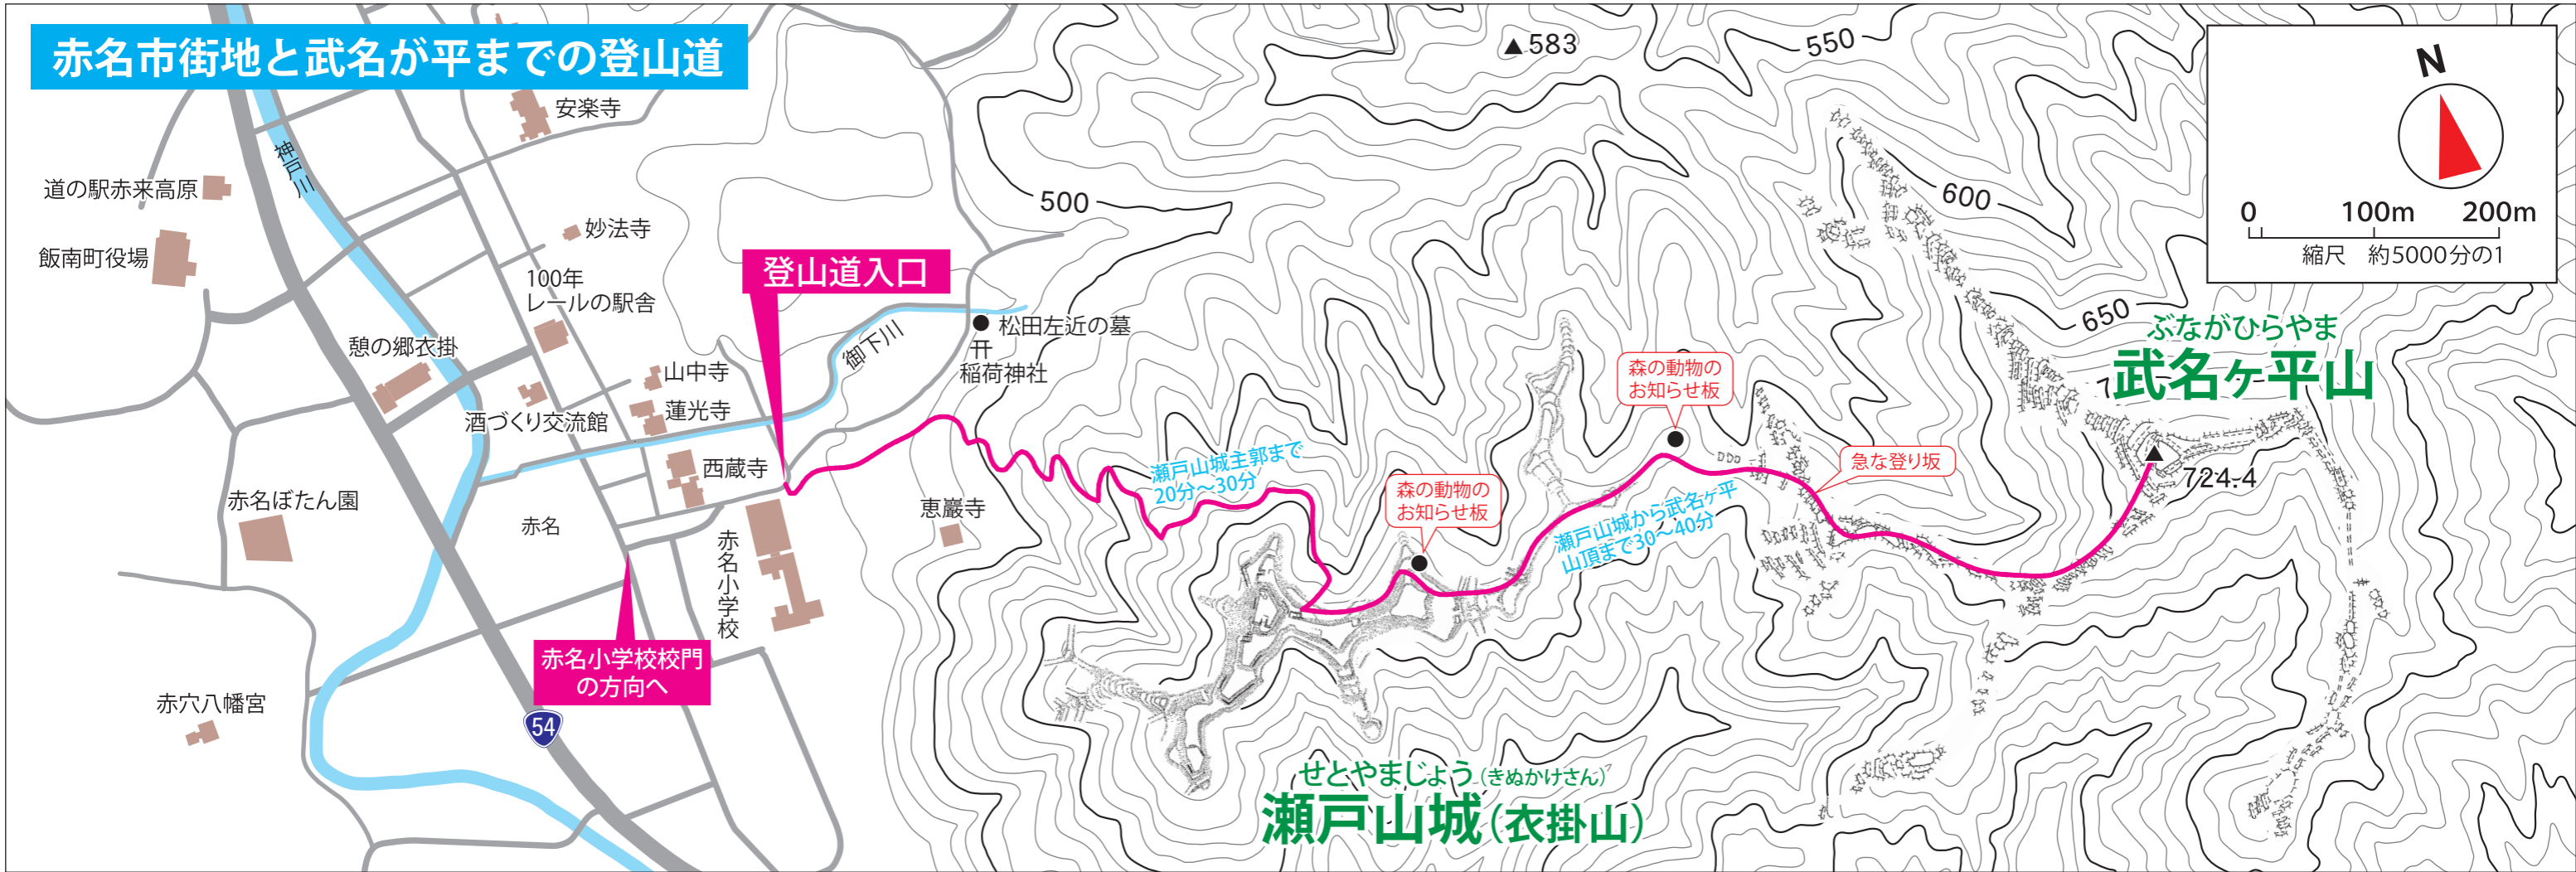 赤名市街地と武名が平までの登山道
583
550
N
0 100m 200m
縮尺 約5000分の1
安楽寺
神戸川
道の駅赤来高原
飯南町役場
妙法寺
500
600
登山道入口
100年
レールの駅舎
650
ぶながひらやま
武名ヶ平山
7
724.4
松田左近の墓
稲荷神社
御下川
憩の郷衣掛
山中寺
蓮光寺
酒づくり交流館
森の動物の
お知らせ板
急な登り坂
瀬戸山城主郭まで
20分～30分
西蔵寺
赤名ぼたん園
赤名
恵巌寺
森の動物の
お知らせ板
瀬戸山城から武名ヶ平
山頂まで30～40分
赤名小学校
赤名小学校校門
の方向へ
赤穴八幡宮
54
せとやまじょう(きぬかけさん)
瀬戸山城(衣掛山)